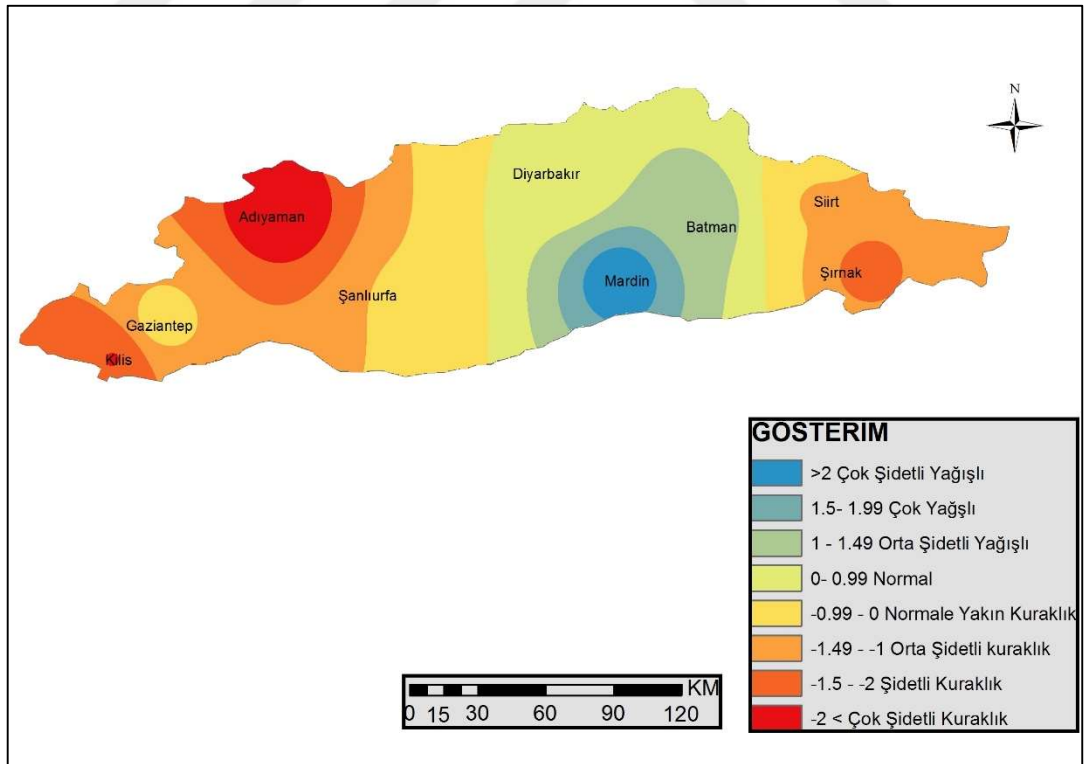 N
Diyarbakır
Siirt
Adıyaman
Batman
Mardin
Şırnak
Şanlıurfa
Gaziantep
Kilis
GÖSTERİM
>2 Çok Şidetli Yağışlı
1.5- 1.99 Çok Yağşlı
1 - 1.49 Orta Şidetli Yağışlı
0- 0.99 Normal
-0.99 - 0 Normale Yakın Kuraklık
-1.49 - -1 Orta Şidetli kuraklık
-1.5 - -2 Şidetli Kuraklık
-2 < Çok Şidetli Kuraklık
KM
0 15 30 60 90 120